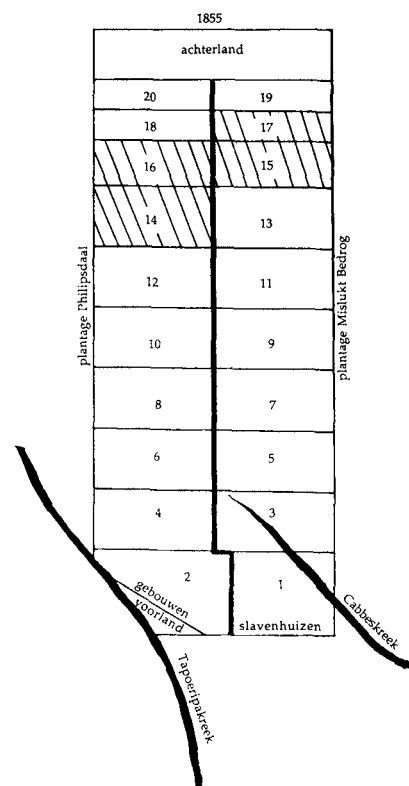 1855
achterland
20
19
18
17
16
15
14
13
12
11
10
9
8
7
6
5
4
3
2
1
gebouwen
voorland
slavenhuizen
plantage Philipsdaal
plantage Mislukt Bedrog
Cabbeskreek
Tapoeripakreek